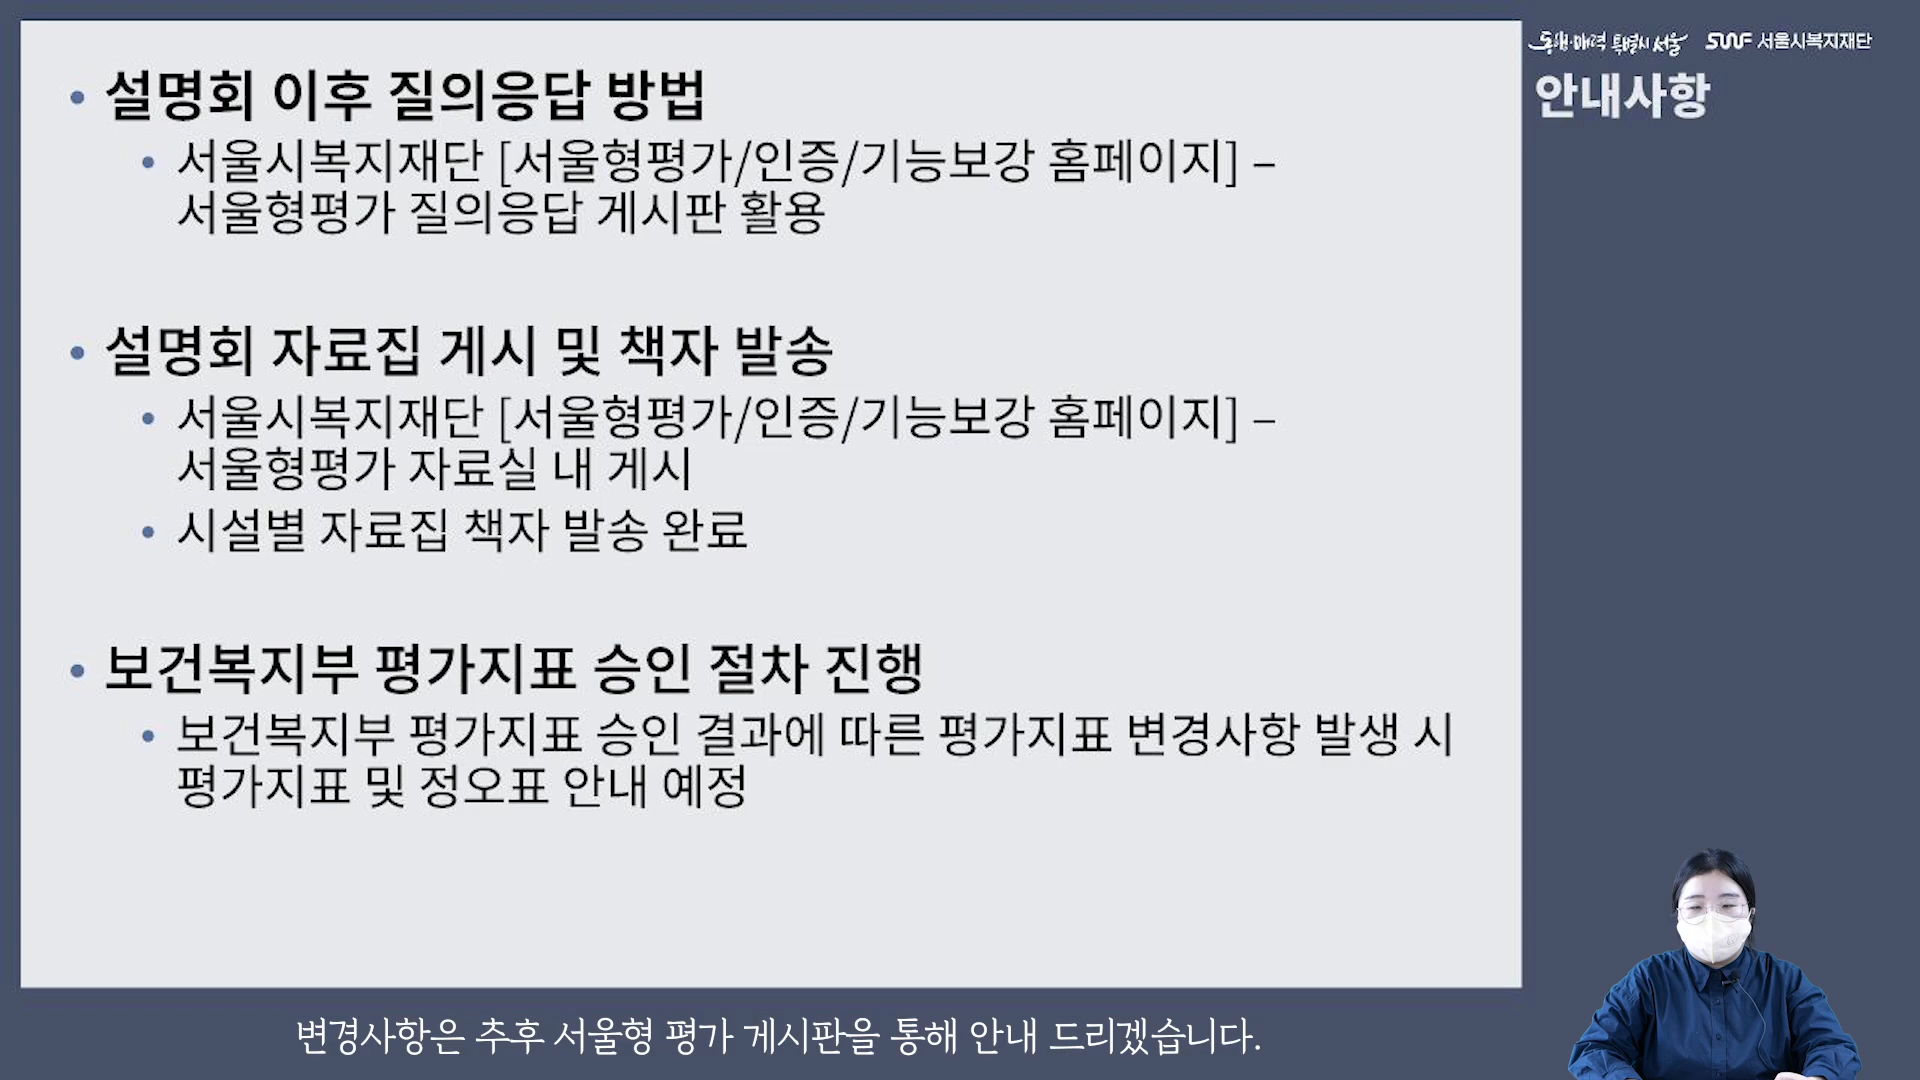 동행·매력 특별시 서울
SWF 서울시복지재단
안내사항
• 설명회 이후 질의응답 방법
• 서울시복지재단 [서울형평가/인증/기능보강 홈페이지] –
서울형평가 질의응답 게시판 활용
• 설명회 자료집 게시 및 책자 발송
• 서울시복지재단 [서울형평가/인증/기능보강 홈페이지] –
서울형평가 자료실 내 게시
• 시설별 자료집 책자 발송 완료
• 보건복지부 평가지표 승인 절차 진행
• 보건복지부 평가지표 승인 결과에 따른 평가지표 변경사항 발생 시
평가지표 및 정오표 안내 예정
변경사항은 추후 서울형 평가 게시판을 통해 안내 드리겠습니다.